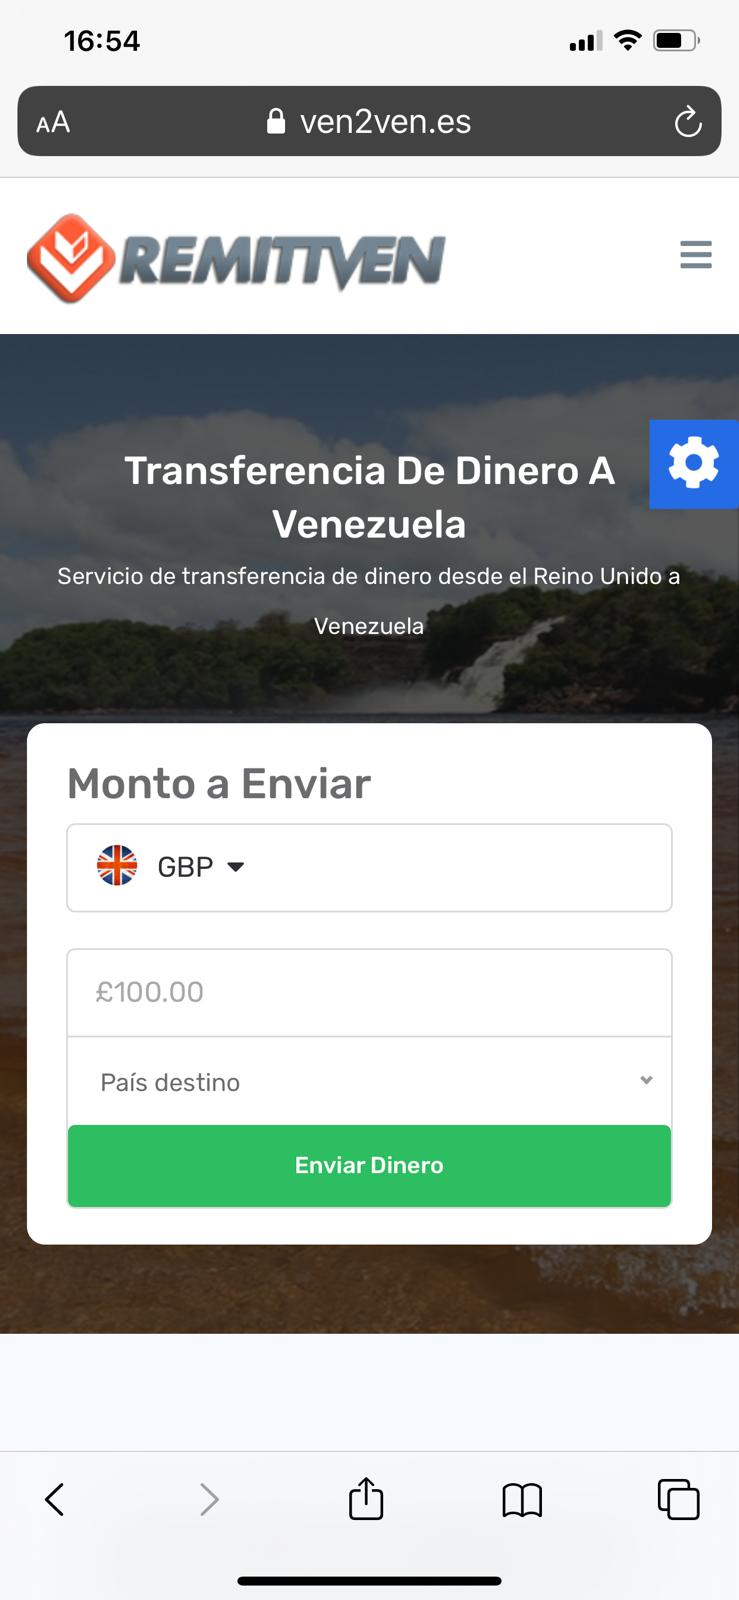 16:54
AA
ven2ven.es
REMITTVEN
Transferencia De Dinero A
Venezuela
Servicio de transferencia de dinero desde el Reino Unido a
Venezuela
Monto a Enviar
GBP
£100.00
País destino
Enviar Dinero